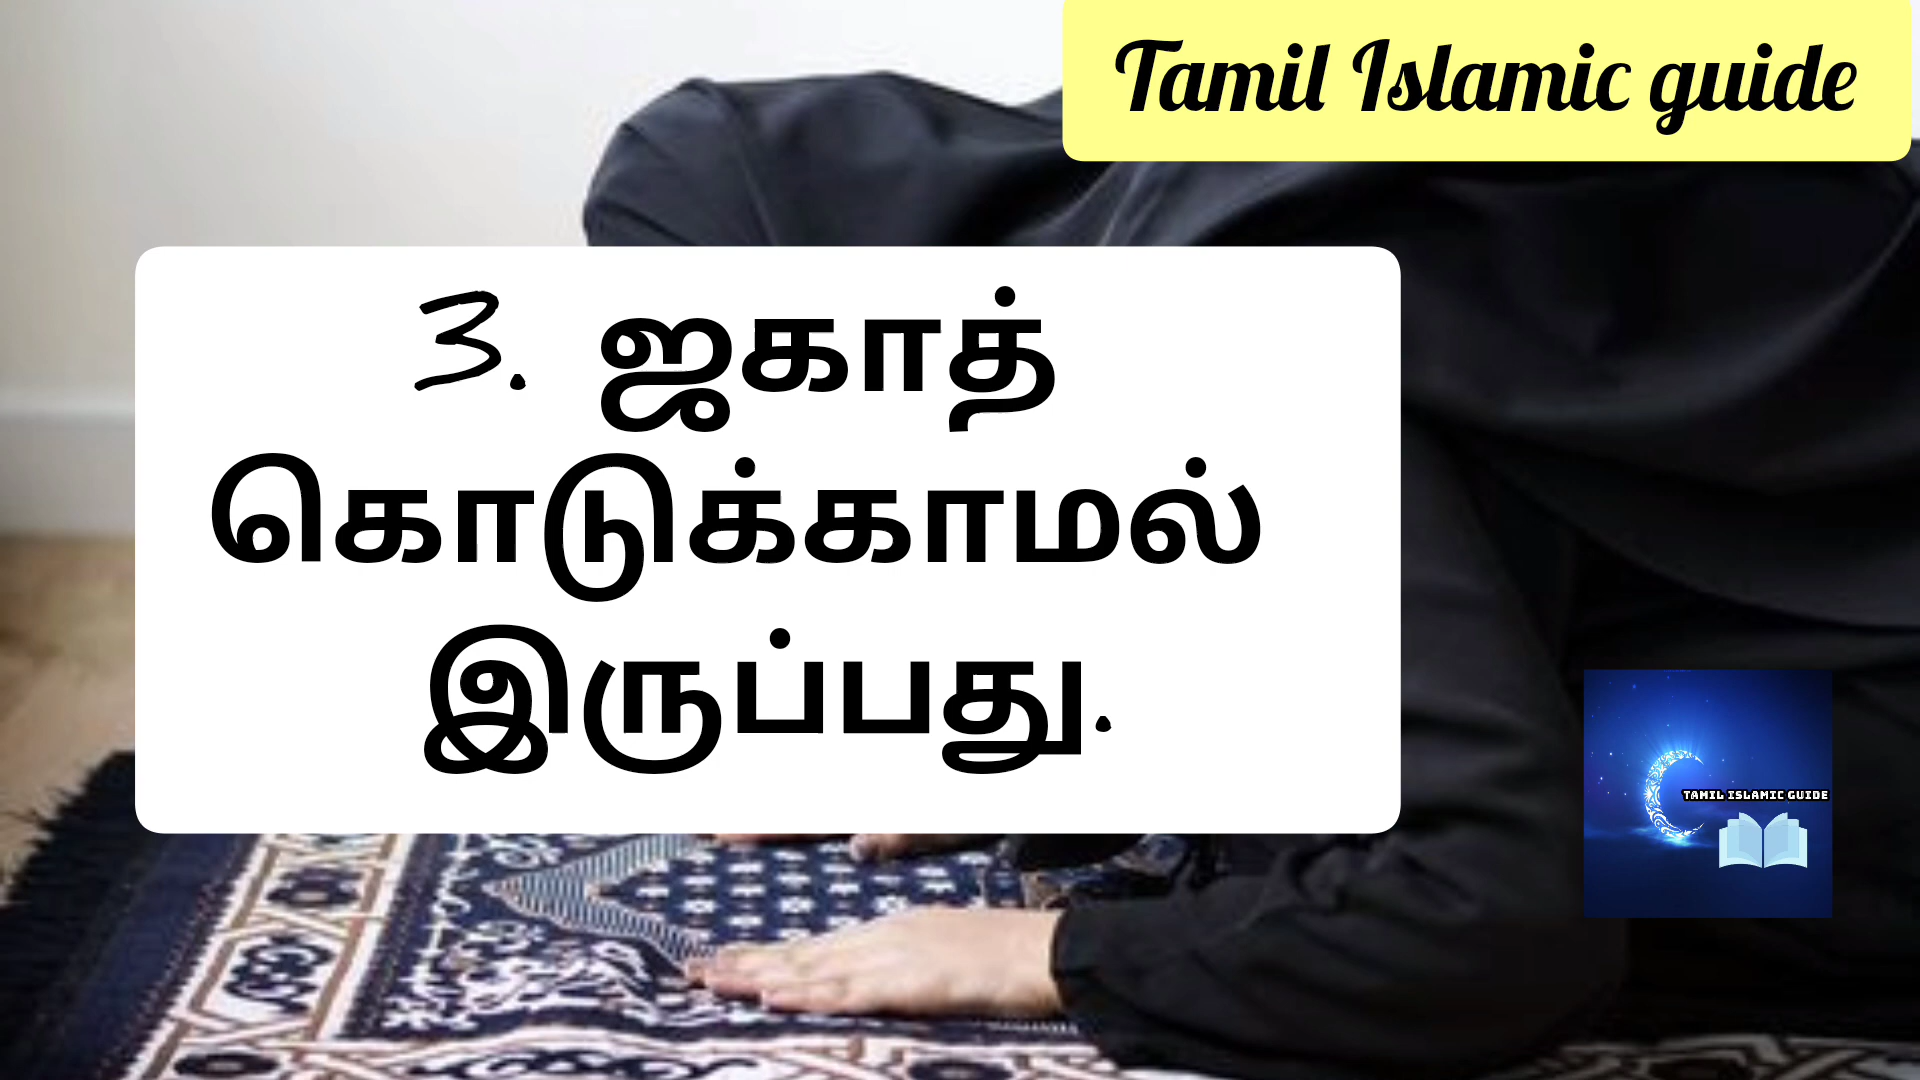 Tamil Islamic guide
3. ஜகாத்
கொடுக்காமல்
இருப்பது.
TAMIL ISLAMIC GUIDE